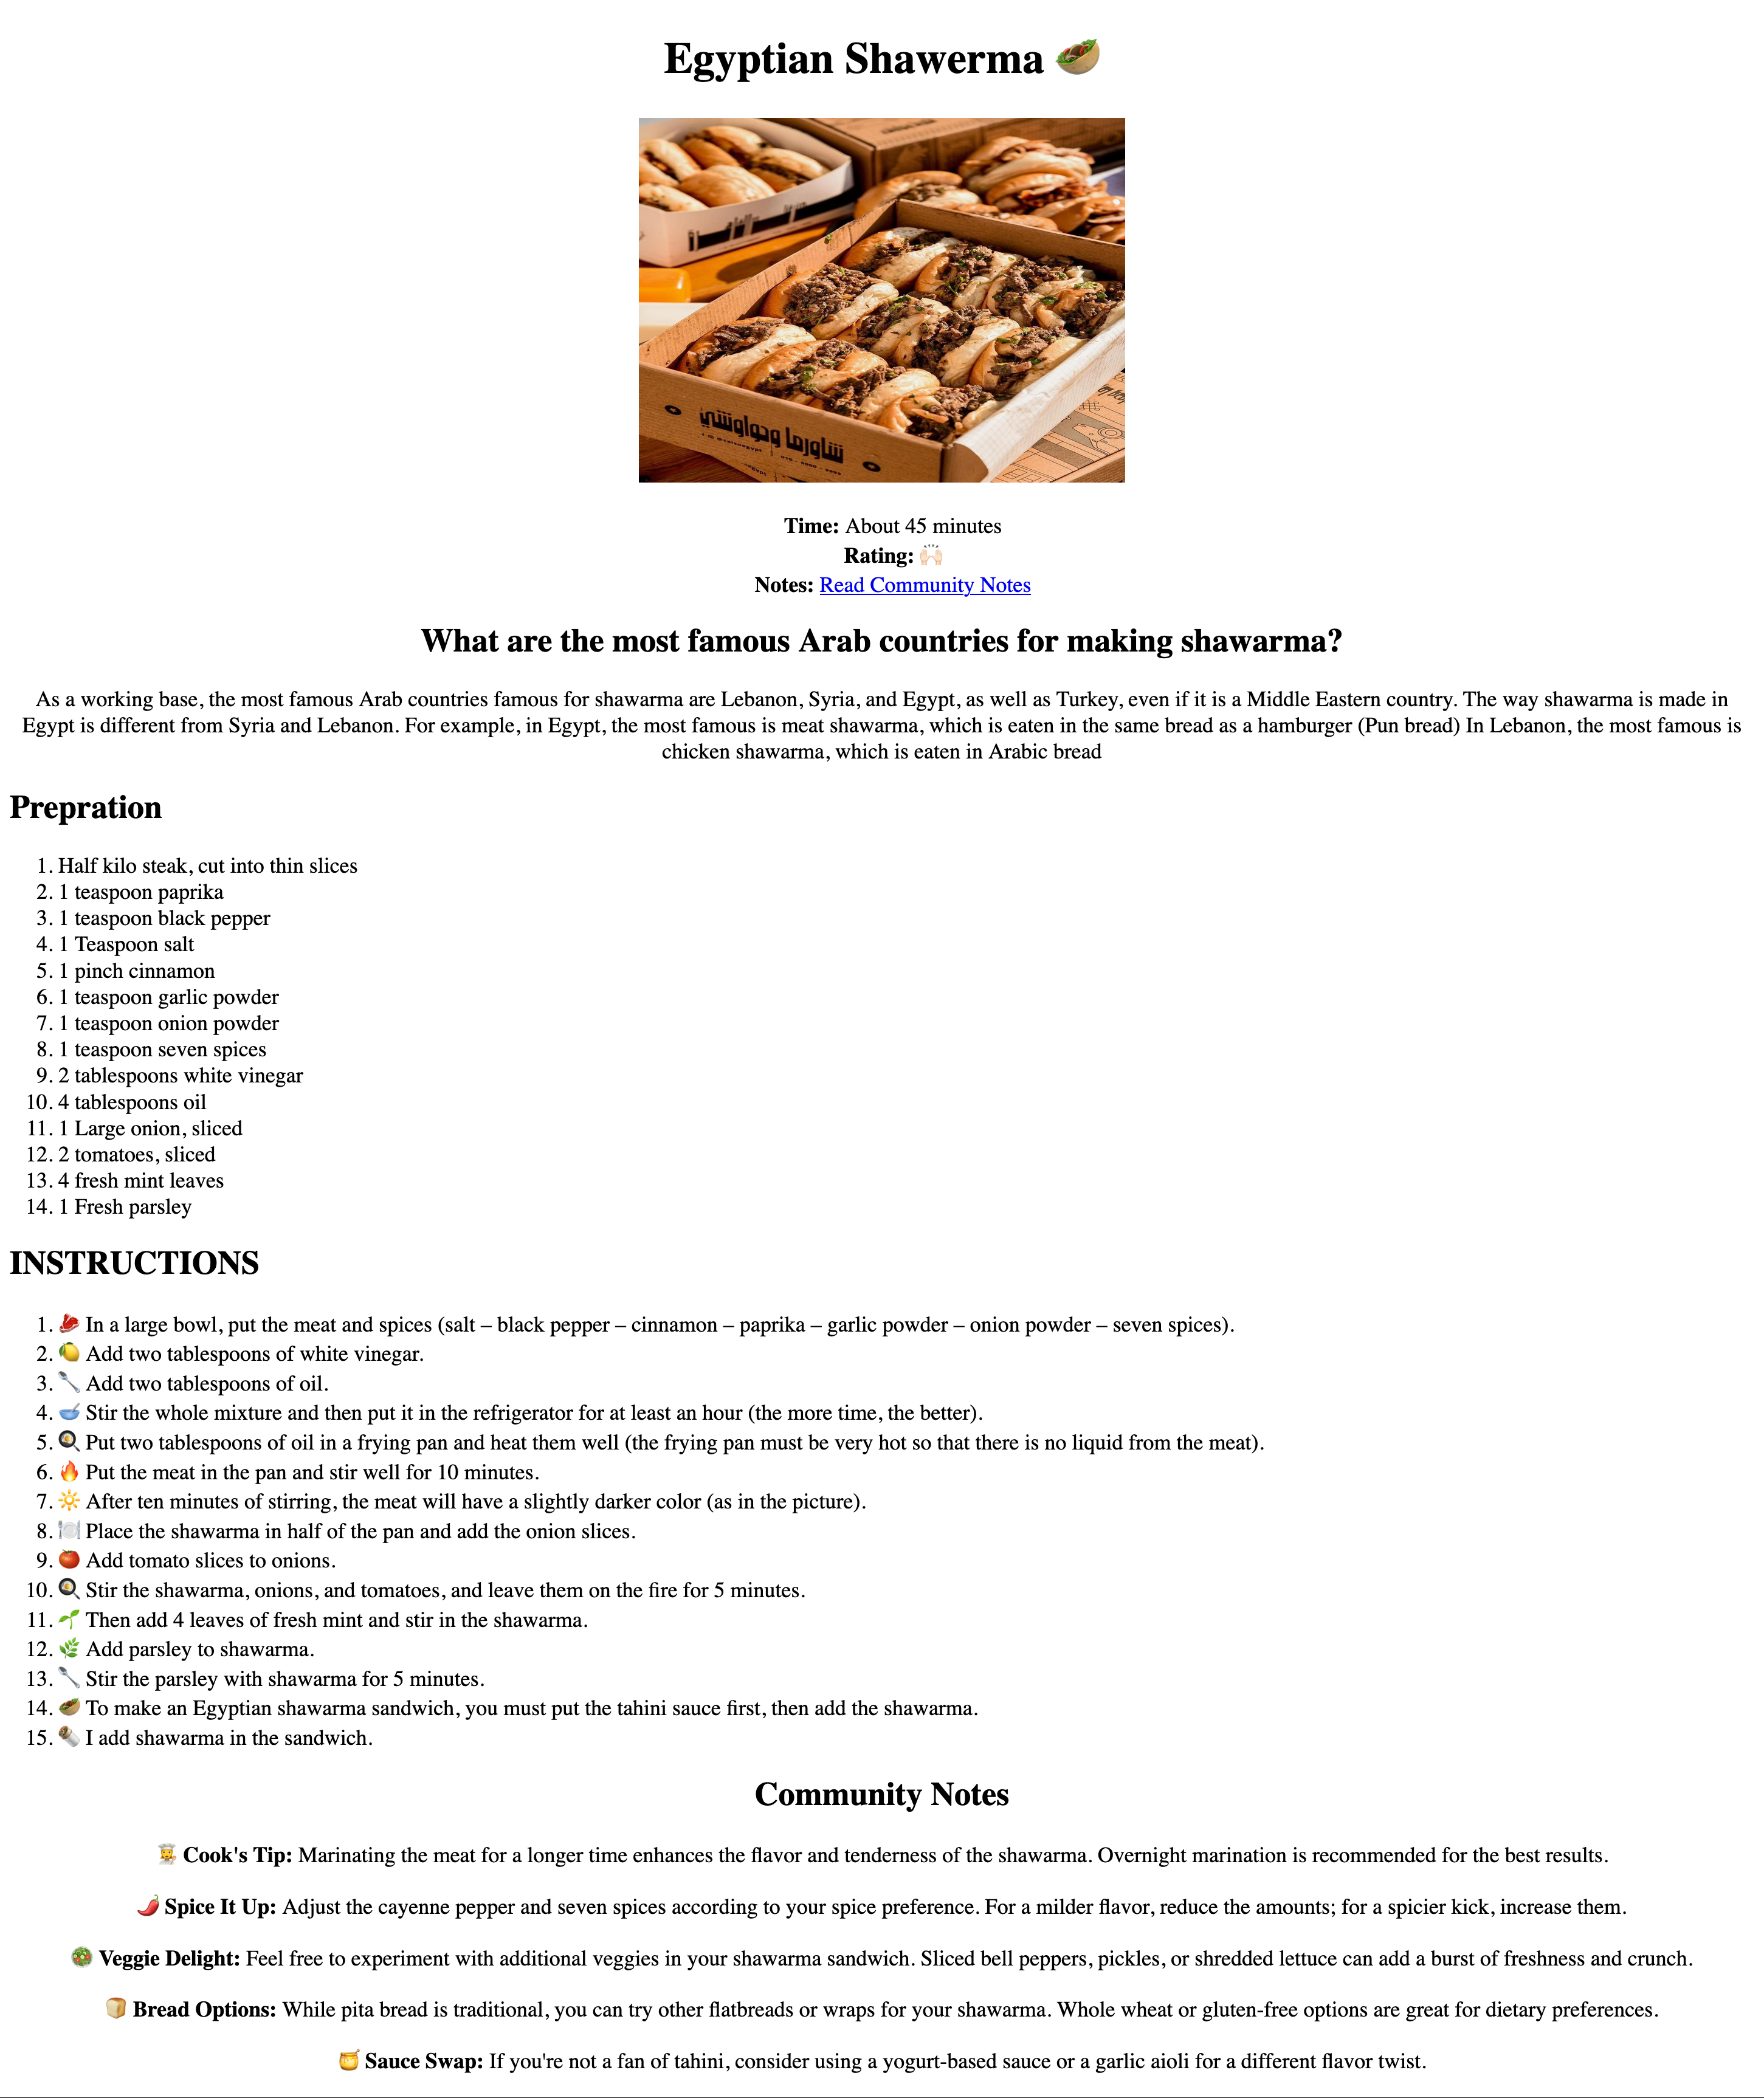 Egyptian Shawerma 🥙
شاورما وحواوشي
Time: About 45 minutes
Rating: 🙌🏻
Notes: Read Community Notes
What are the most famous Arab countries for making shawarma?
As a working base, the most famous Arab countries famous for shawarma are Lebanon, Syria, and Egypt, as well as Turkey, even if it is a Middle Eastern country. The way shawarma is made in
Egypt is different from Syria and Lebanon. For example, in Egypt, the most famous is meat shawarma, which is eaten in the same bread as a hamburger (Pun bread) In Lebanon, the most famous is
chicken shawarma, which is eaten in Arabic bread
Prepration
1. Half kilo steak, cut into thin slices
2. 1 teaspoon paprika
3. 1 teaspoon black pepper
4. 1 Teaspoon salt
5. 1 pinch cinnamon
6. 1 teaspoon garlic powder
7. 1 teaspoon onion powder
8. 1 teaspoon seven spices
9. 2 tablespoons white vinegar
10. 4 tablespoons oil
11. 1 Large onion, sliced
12. 2 tomatoes, sliced
13. 4 fresh mint leaves
14. 1 Fresh parsley
INSTRUCTIONS
1. 🥩 In a large bowl, put the meat and spices (salt – black pepper – cinnamon – paprika – garlic powder – onion powder – seven spices).
2. 🍋 Add two tablespoons of white vinegar.
3. 🥄 Add two tablespoons of oil.
4. 🥣 Stir the whole mixture and then put it in the refrigerator for at least an hour (the more time, the better).
5. 🍳 Put two tablespoons of oil in a frying pan and heat them well (the frying pan must be very hot so that there is no liquid from the meat).
6. 🔥 Put the meat in the pan and stir well for 10 minutes.
7. 🔆 After ten minutes of stirring, the meat will have a slightly darker color (as in the picture).
8. 🍽️ Place the shawarma in half of the pan and add the onion slices.
9. 🍅 Add tomato slices to onions.
10. 🍳 Stir the shawarma, onions, and tomatoes, and leave them on the fire for 5 minutes.
11. 🌱 Then add 4 leaves of fresh mint and stir in the shawarma.
12. 🌿 Add parsley to shawarma.
13. 🥄 Stir the parsley with shawarma for 5 minutes.
14. 🥙 To make an Egyptian shawarma sandwich, you must put the tahini sauce first, then add the shawarma.
15. 🌯 I add shawarma in the sandwich.
Community Notes
👩‍🍳 Cook's Tip: Marinating the meat for a longer time enhances the flavor and tenderness of the shawarma. Overnight marination is recommended for the best results.
🌶️ Spice It Up: Adjust the cayenne pepper and seven spices according to your spice preference. For a milder flavor, reduce the amounts; for a spicier kick, increase them.
🥗 Veggie Delight: Feel free to experiment with additional veggies in your shawarma sandwich. Sliced bell peppers, pickles, or shredded lettuce can add a burst of freshness and crunch.
🍞 Bread Options: While pita bread is traditional, you can try other flatbreads or wraps for your shawarma. Whole wheat or gluten-free options are great for dietary preferences.
🍯 Sauce Swap: If you're not a fan of tahini, consider using a yogurt-based sauce or a garlic aioli for a different flavor twist.